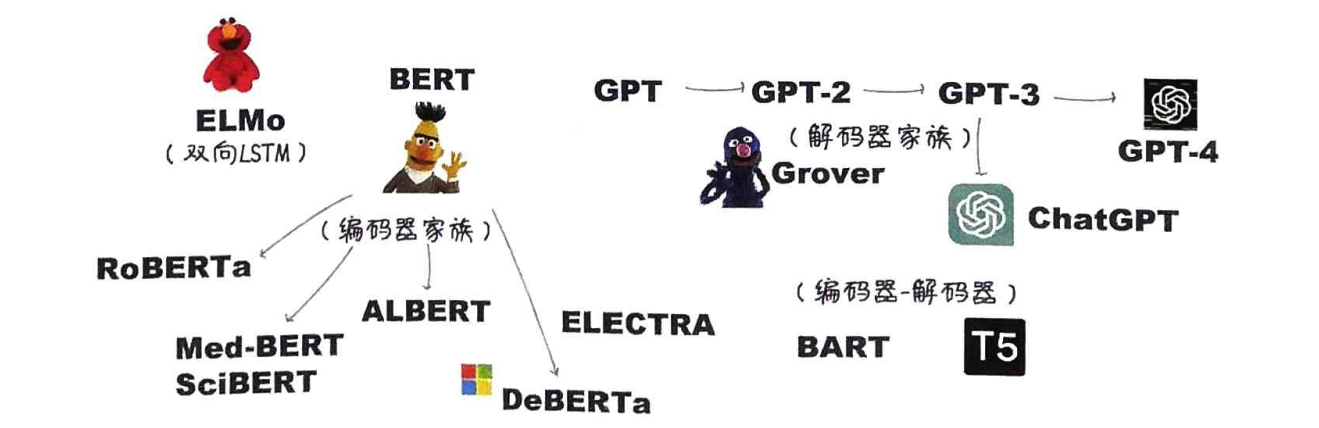 ELMo
(双向LSTM)
BERT
(编码器家族)
RoBERTa
Med-BERT
SciBERT
ALBERT
DeBERTa
ELECTRA
GPT
GPT-2
GPT-3
GPT-4
(解码器家族)
Grover
ChatGPT
(编码器-解码器)
BART
T5